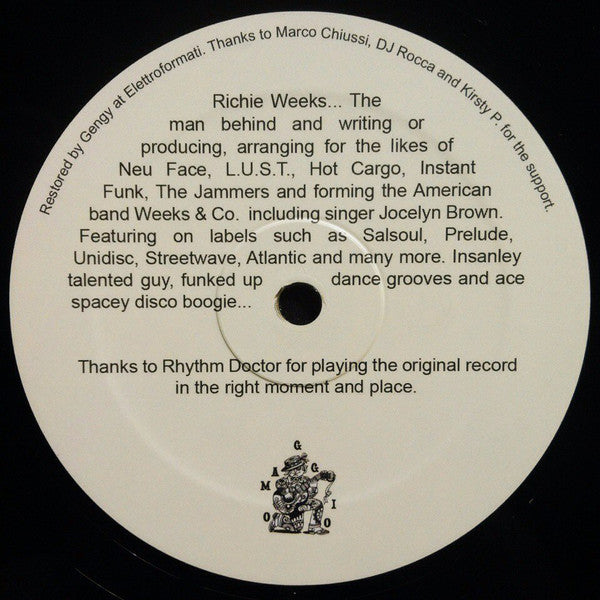 Restored by Gengy at Elettroformati. Thanks to Marco Chiussi, DJ Rocca and Kirsty P. for the support.
Richie Weeks... The
man behind and writing or
producing, arranging for the likes of
Neu Face, L.U.S.T., Hot Cargo, Instant
Funk, The Jammers and forming the American
band Weeks & Co. including singer Jocelyn Brown.
Featuring on labels such as Salsoul, Prelude,
Unidisc, Streetwave, Atlantic and many more. Insanley
talented guy, funked up dance grooves and ace
spacey disco boogie...
Thanks to Rhythm Doctor for playing the original record
in the right moment and place.
OMAGGIO